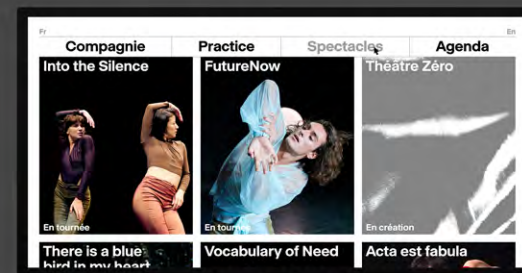 Fr
En
Compagnie
Practice
Spectacles
Agenda
Into the Silence
FutureNow
Théâtre Zéro
En tournée
En tournée
En création
There is a blue
bird in my heart
Vocabulary of Need
Acta est fabula